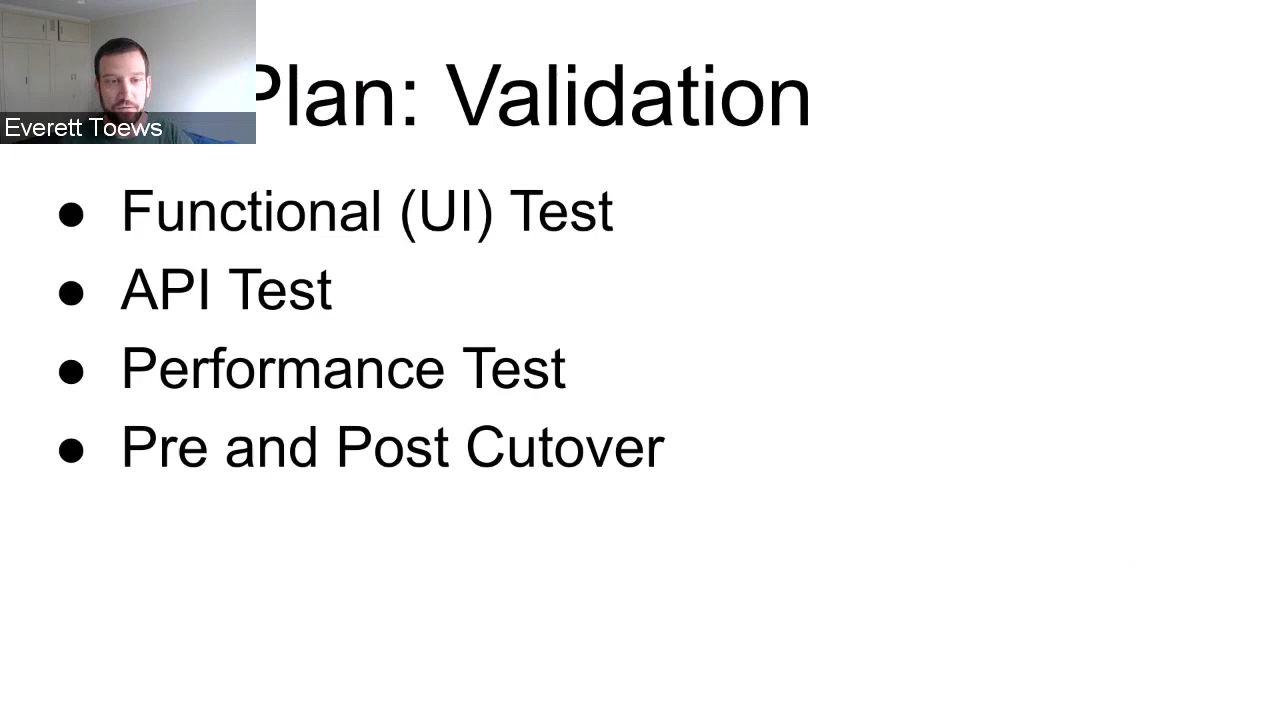 Plan: Validation
Everett Toews
● Functional (UI) Test
● API Test
● Performance Test
● Pre and Post Cutover